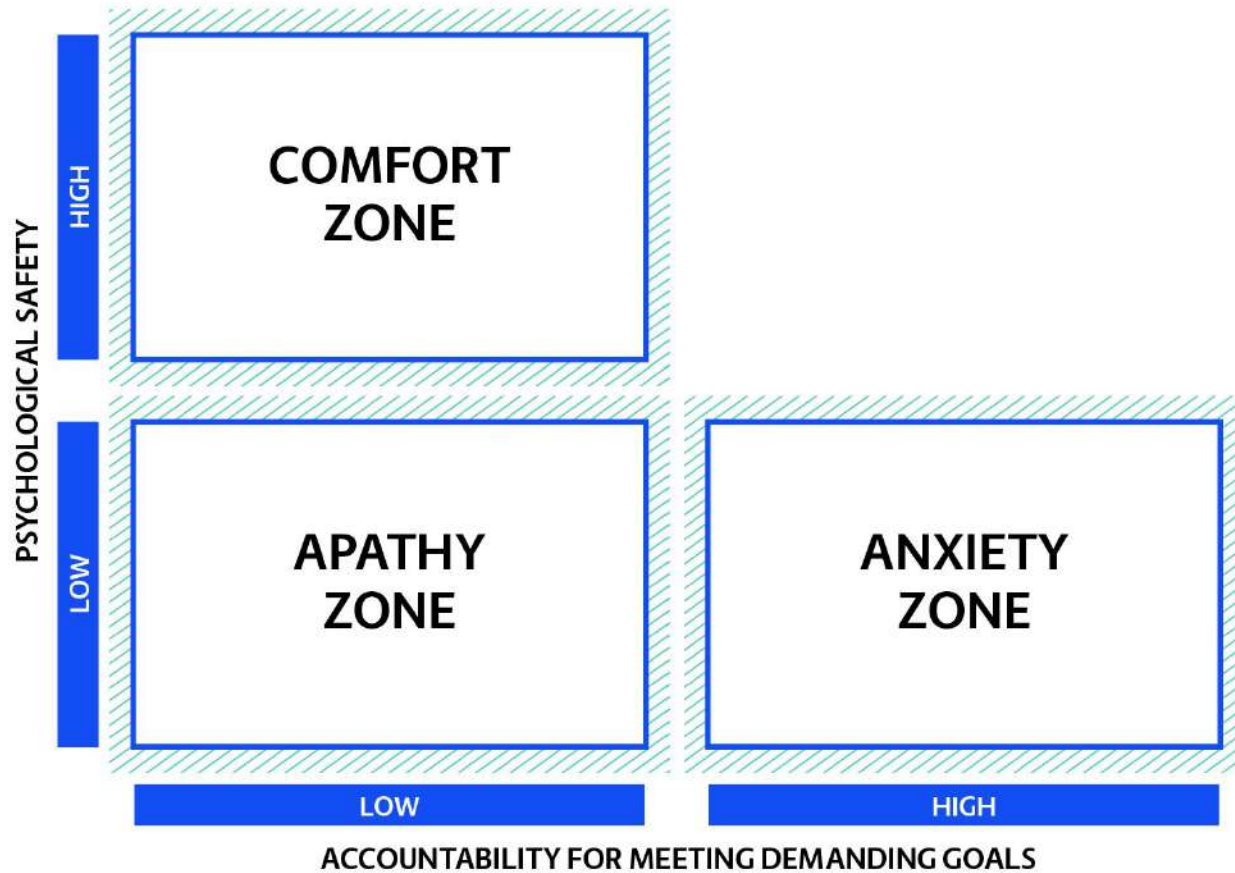 PSYCHOLOGICAL SAFETY
HIGH
COMFORT
ZONE
LOW
APATHY
ZONE
ANXIETY
ZONE
LOW
HIGH
ACCOUNTABILITY FOR MEETING DEMANDING GOALS